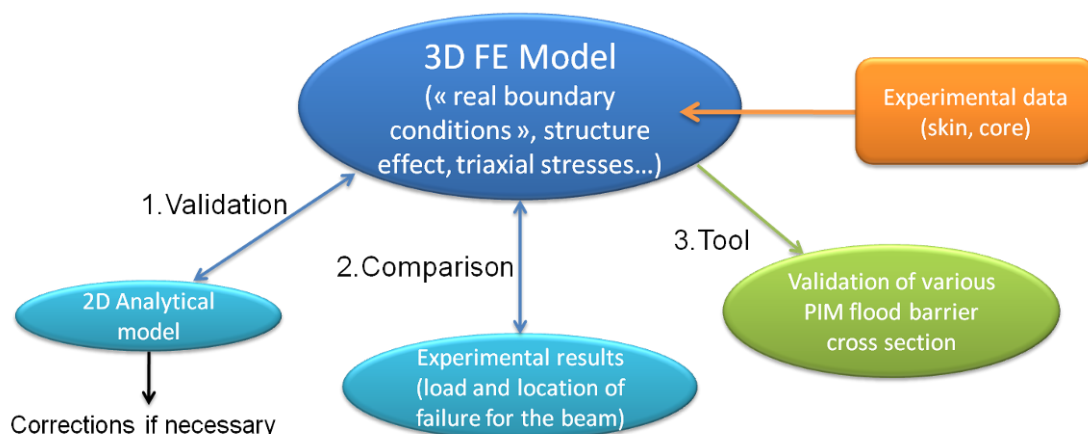 3D FE Model
(« real boundary
conditions », structure
effect, triaxial stresses...)
Experimental data
(skin, core)
1.Validation
2.Comparison
3.Tool
2D Analytical
model
Validation of various
PIM flood barrier
cross section
Experimental results
(load and location of
failure for the beam)
Corrections if necessary